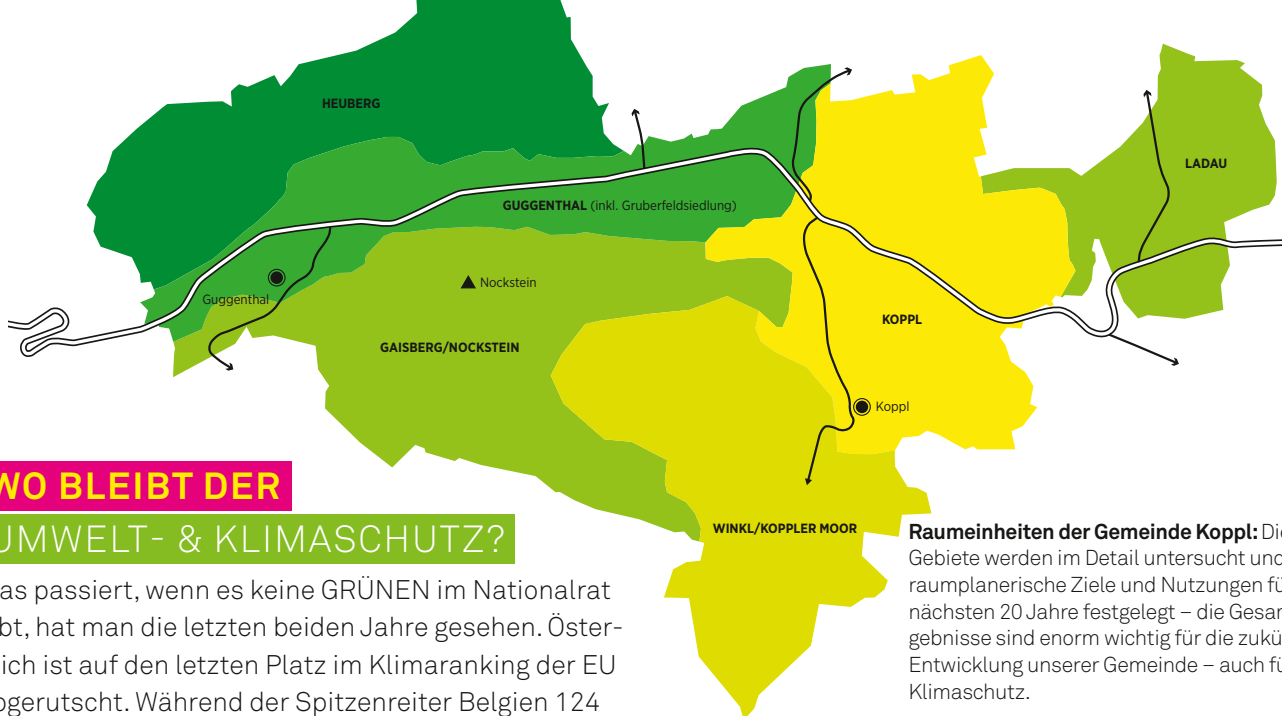 HEUBERG
LADAU
GUGGENTHAL (inkl. Gruberfeldsiedlung)
Nockstein
Guggenthal
KOPPL
GAISBERG/NOCKSTEIN
Koppl
WINKL/KOPPLER MOOR
WO BLEIBT DER
UMWELT- & KLIMASCHUTZ?
as passiert, wenn es keine GRÜNEN im Nationalrat
bt, hat man die letzten beiden Jahre gesehen. Öster-
ich ist auf den letzten Platz im Klimaranking der EU
bgerutscht. Während der Spitzenreiter Belgien 124
Raumeinheiten der Gemeinde Koppl: Die
Gebiete werden im Detail untersucht und
raumplanerische Ziele und Nutzungen fü
nächsten 20 Jahre festgelegt – die Gesam
gebnisse sind enorm wichtig für die zukü
Entwicklung unserer Gemeinde – auch fü
Klimaschutz.